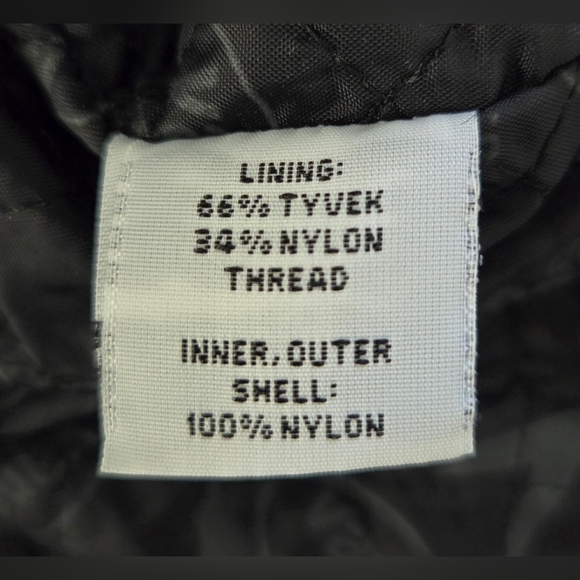 LINING:
66% TYVEK
34% NYLON
THREAD
INNER, OUTER
SHELL:
100% NYLON